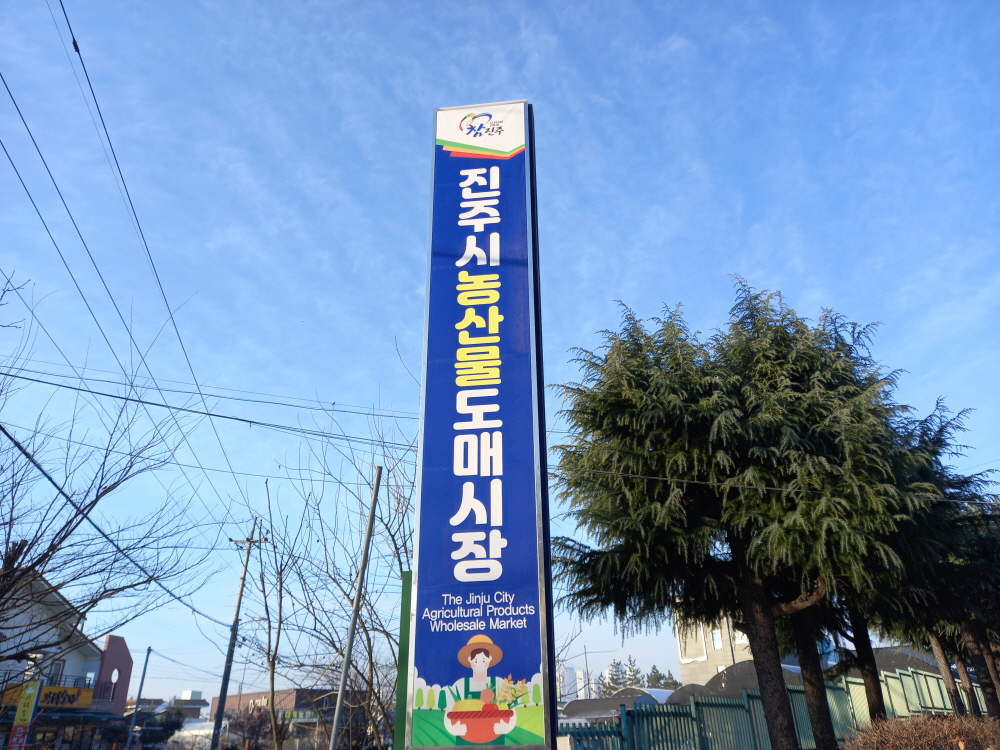 참진주
진주시농산물도매시장
The Jinju City
Agricultural Products
Wholesale Market